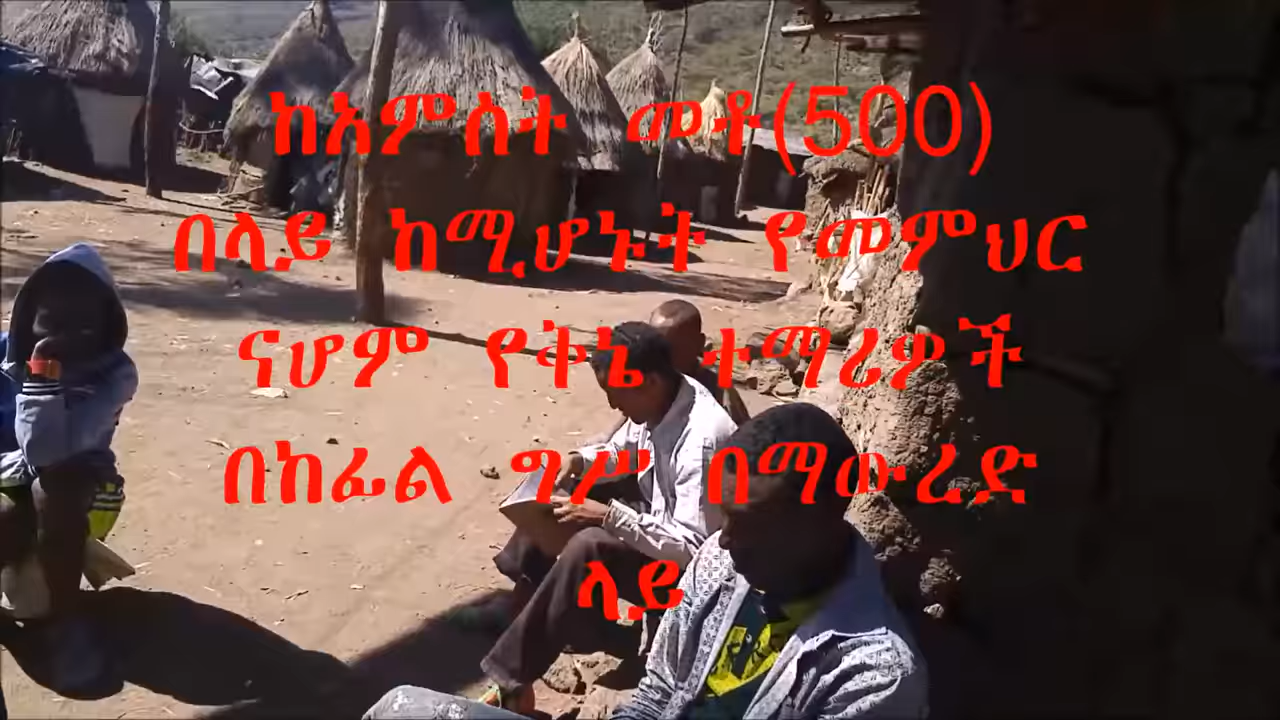 ከአምስት መቶ(500)
በላይ ከሚሆኑት የመምህር
ናሆም የቅኔ ተማሪዎች
በከፊል ግሥ በማውረድ
ላይ